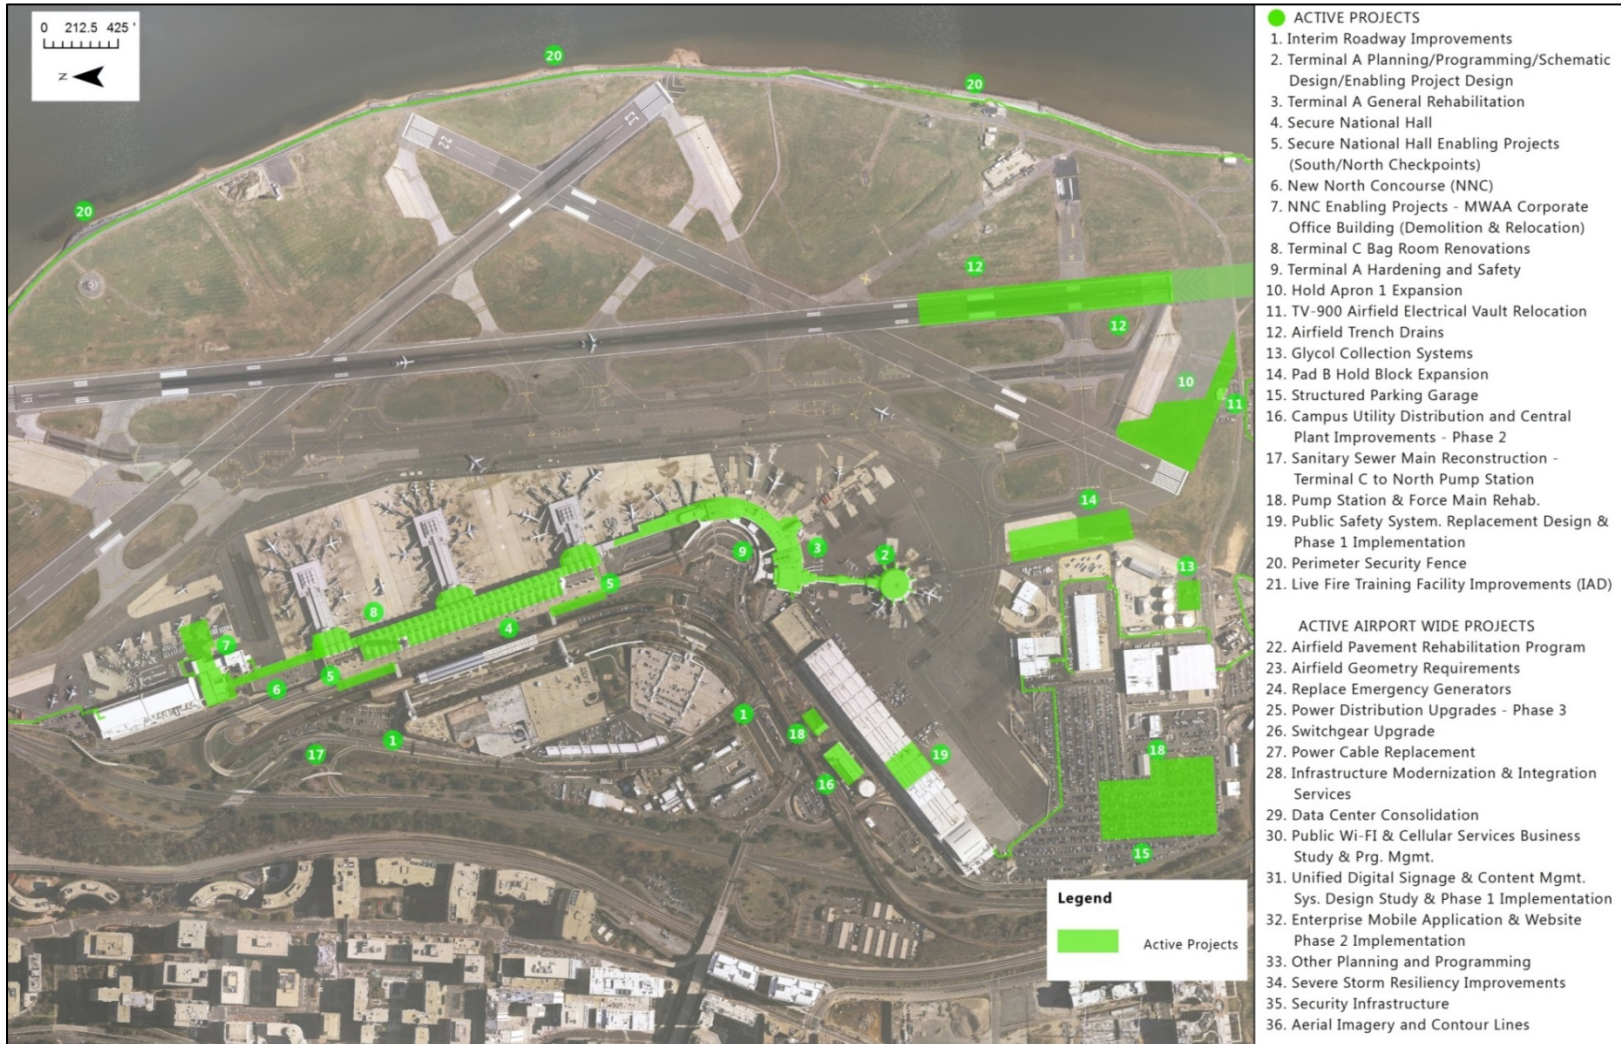 0 212.5 425 '
N
20
20
20
20
33
22
12
12
10
11
4
14
13
9
3
2
5
8
4
7
5
6
1
1
17
18
16
19
18
15
Legend
Active Projects
ACTIVE PROJECTS
1. Interim Roadway Improvements
2. Terminal A Planning/Programming/Schematic
Design/Enabling Project Design
3. Terminal A General Rehabilitation
4. Secure National Hall
5. Secure National Hall Enabling Projects
(South/North Checkpoints)
6. New North Concourse (NNC)
7. NNC Enabling Projects - MWAA Corporate
Office Building (Demolition & Relocation)
8. Terminal C Bag Room Renovations
9. Terminal A Hardening and Safety
10. Hold Apron 1 Expansion
11. TV-900 Airfield Electrical Vault Relocation
12. Airfield Trench Drains
13. Glycol Collection Systems
14. Pad B Hold Block Expansion
15. Structured Parking Garage
16. Campus Utility Distribution and Central
Plant Improvements - Phase 2
17. Sanitary Sewer Main Reconstruction -
Terminal C to North Pump Station
18. Pump Station & Force Main Rehab.
19. Public Safety System. Replacement Design &
Phase 1 Implementation
20. Perimeter Security Fence
21. Live Fire Training Facility Improvements (IAD)
ACTIVE AIRPORT WIDE PROJECTS
22. Airfield Pavement Rehabilitation Program
23. Airfield Geometry Requirements
24. Replace Emergency Generators
25. Power Distribution Upgrades - Phase 3
26. Switchgear Upgrade
27. Power Cable Replacement
28. Infrastructure Modernization & Integration
Services
29. Data Center Consolidation
30. Public Wi-FI & Cellular Services Business
Study & Prg. Mgmt.
31. Unified Digital Signage & Content Mgmt.
Sys. Design Study & Phase 1 Implementation
32. Enterprise Mobile Application & Website
Phase 2 Implementation
33. Other Planning and Programming
34. Severe Storm Resiliency Improvements
35. Security Infrastructure
36. Aerial Imagery and Contour Lines